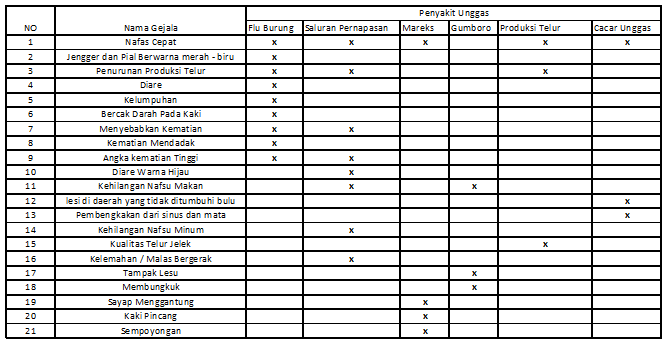 Penyakit Unggas
NO Nama Gejala Flu Burung Saluran Pernapasan Mareks Gumboro Produksi Telur Cacar Unggas
1 Nafas Cepat x x x x x
2 Jengger dan Pial Berwarna merah - biru x
3 Penurunan Produksi Telur x x x
4 Diare x
5 Kelumpuhan x
6 Bercak Darah Pada Kaki x
7 Menyebabkan Kematian x x
8 Kematian Mendadak x
9 Angka kematian Tinggi x x
10 Diare Warna Hijau x
11 Kehilangan Nafsu Makan x x
12 lesi di daerah yang tidak ditumbuhi bulu x
13 Pembengkakan dari sinus dan mata x
14 Kehilangan Nafsu Minum x
15 Kualitas Telur Jelek x
16 Kelemahan / Malas Bergerak x
17 Tampak Lesu x
18 Membungkuk x
19 Sayap Menggantung x
20 Kaki Pincang x
21 Sempoyongan x